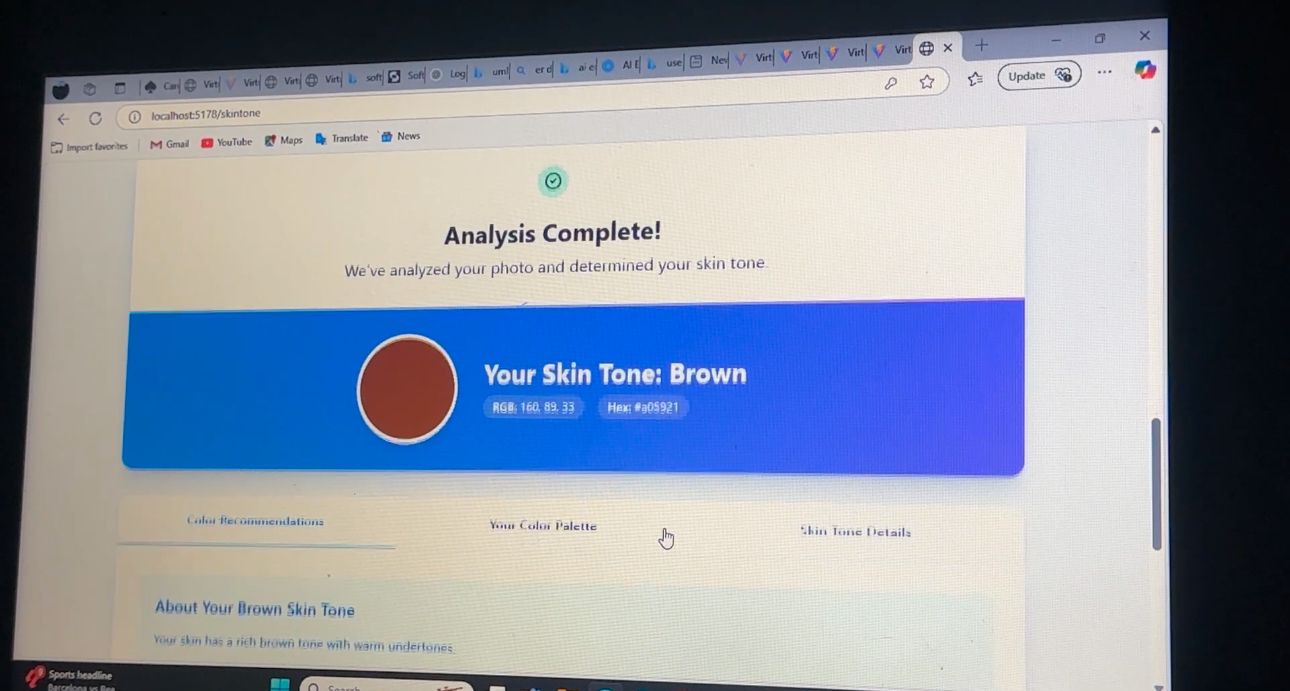 Can Virt Virt Virt Virt soft Soft Log uml er d ai e AI E use Nev Virt Virt Virt Virt
localhost:5178/skintone
Update
Import favorites Gmail YouTube Maps Translate News
Analysis Complete!
We've analyzed your photo and determined your skin tone.
Your Skin Tone: Brown
RGB: 160, 89, 33 Hex: #a05921
Color Recommendations Your Color Palette Skin Tone Details
About Your Brown Skin Tone
Your skin has a rich brown tone with warm undertones.
Sports headline
Barcelona vs
Search